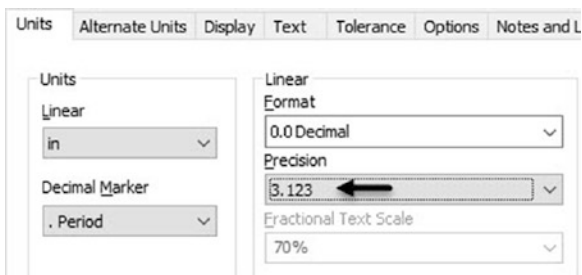 Units Alternate Units Display Text Tolerance Options Notes and L
Units
Linear
in
Decimal Marker
. Period
Linear
Format
0.0 Decimal
Precision
3. 123
Fractional Text Scale
70%